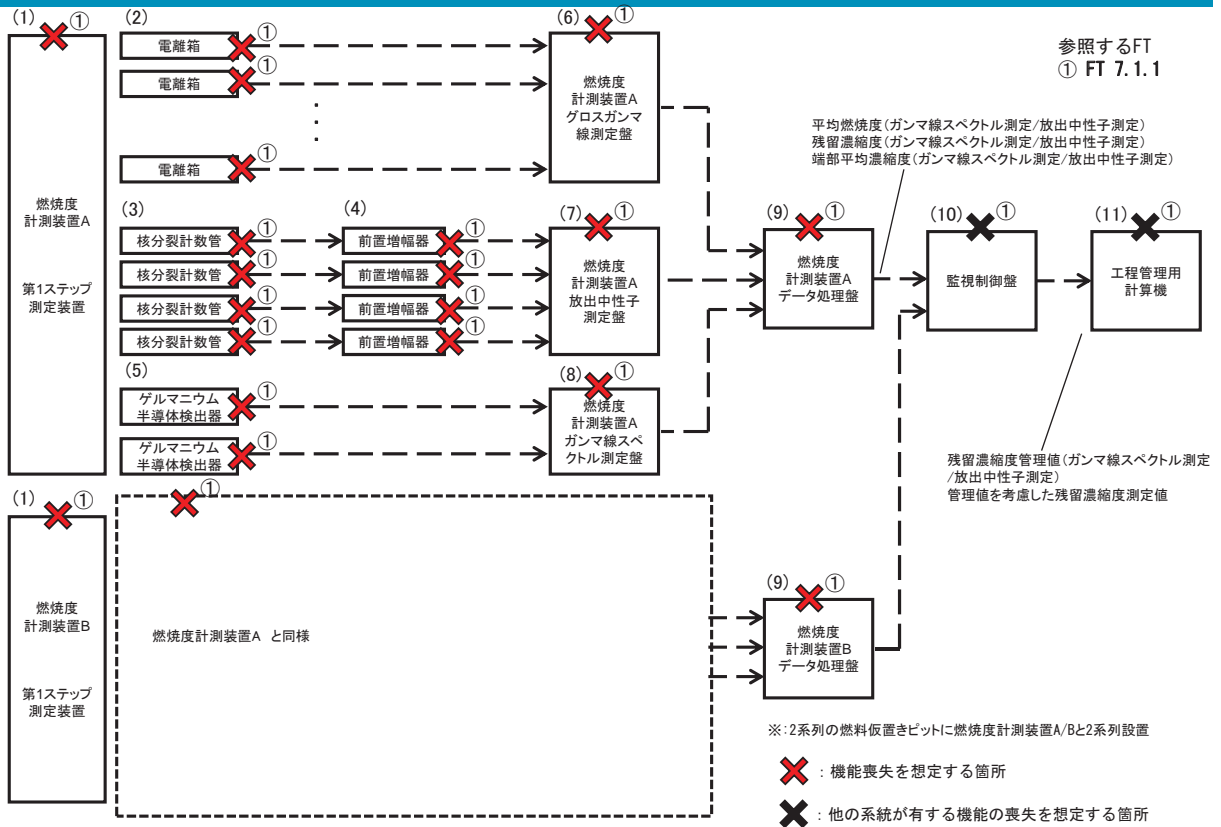 (1)
①
(2)
①
電離箱
①
電離箱
・
・
・
①
電離箱
(6)
①
燃焼度
計測装置A
グロスガンマ
線測定盤
参照するFT
① FT 7.1.1
平均燃焼度(ガンマ線スペクトル測定/放出中性子測定)
残留濃縮度(ガンマ線スペクトル測定/放出中性子測定)
端部平均濃縮度(ガンマ線スペクトル測定/放出中性子測定)
燃焼度
計測装置A
第1ステップ
測定装置
(3)
①
核分裂計数管
①
核分裂計数管
①
核分裂計数管
①
核分裂計数管
(4)
①
前置増幅器
①
前置増幅器
①
前置増幅器
①
前置増幅器
(7)
①
燃焼度
計測装置A
放出中性子
測定盤
(9)
①
燃焼度
計測装置A
データ処理盤
(10)
①
監視制御盤
(11)
①
工程管理用
計算機
(5)
①
ゲルマニウム
半導体検出器
①
ゲルマニウム
半導体検出器
(8)
①
燃焼度
計測装置A
ガンマ線スペ
クトル測定盤
残留濃縮度管理値(ガンマ線スペクトル測定
/放出中性子測定)
管理値を考慮した残留濃縮度測定値
(1)
①
燃焼度
計測装置B
第1ステップ
測定装置
①
燃焼度計測装置A と同様
(9)
①
燃焼度
計測装置B
データ処理盤
※:2系列の燃料仮置きピットに燃焼度計測装置A/Bと2系列設置
:機能喪失を想定する箇所
:他の系統が有する機能の喪失を想定する箇所